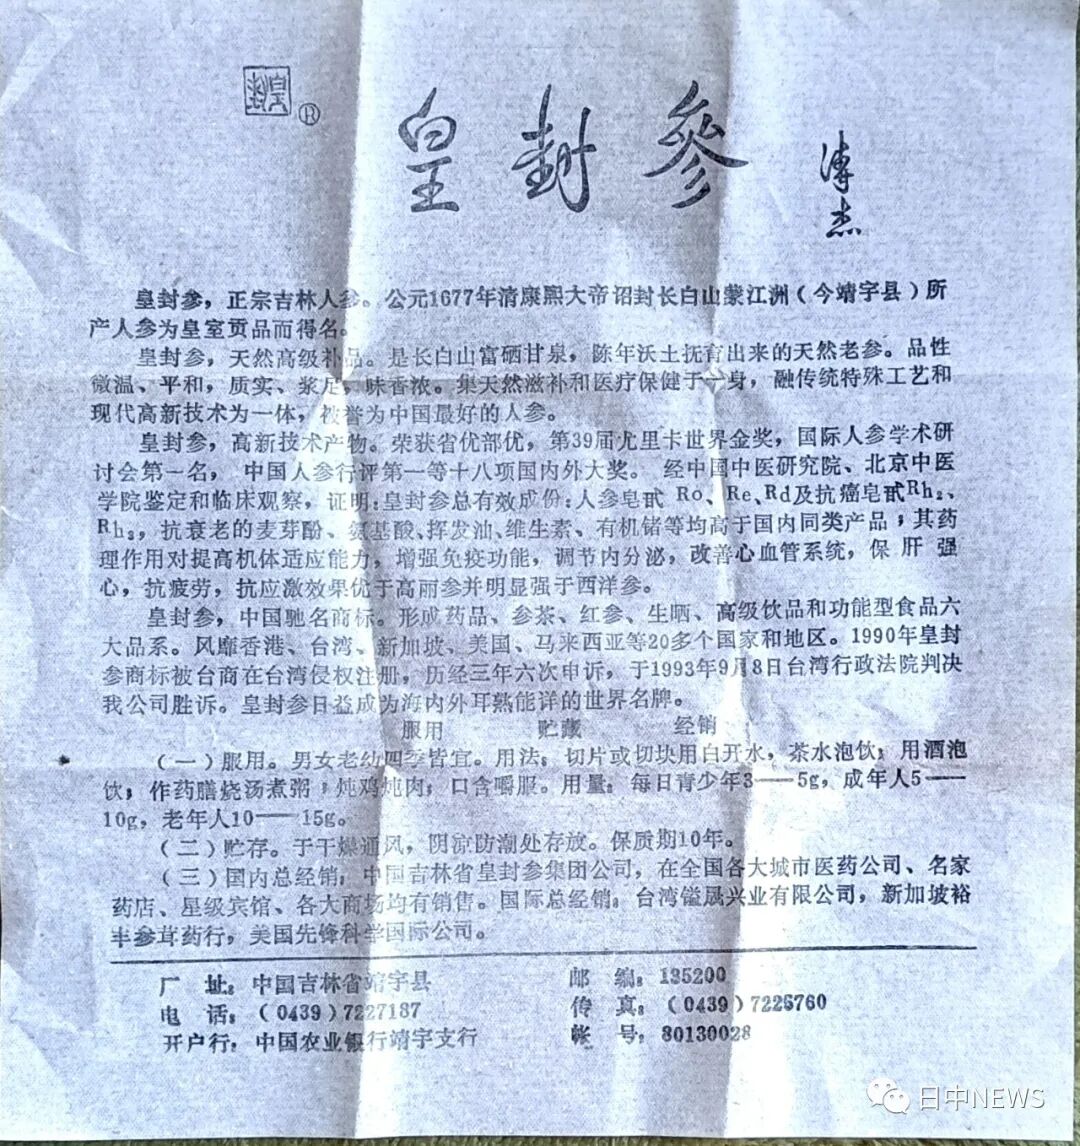 皇封
®
皇封參
溥杰
皇封参，正宗吉林人参。公元1677年清康熙大帝诏封长白山蒙江洲（今靖宇县）所
产人参为皇室贡品而得名。
皇封参，天然高级补品。是长白山富硒甘泉，陈年沃土抚育出来的天然老参。品性
微温、平和，质实、浆足，味香浓。集天然滋补和医疗保健于一身，融传统特殊工艺和
现代高新技术为一体，被誉为中国最好的人参。
皇封参，高新技术产物。荣获省优部优，第39届尤里卡世界金奖，国际人参学术研
讨会第一名，中国人参行评第一等十八项国内外大奖。经中国中医研究院、北京中医
学院鉴定和临床观察，证明：皇封参总有效成份：人参皂甙 Ro、Re、Rd及抗癌皂甙Rh₂、
Rh₃，抗衰老的麦芽酚、氨基酸、挥发油、维生素、有机锗等均高于国内同类产品；其药
理作用对提高机体适应能力，增强免疫功能，调节内分泌，改善心血管系统，保肝强
心，抗疲劳，抗应激效果优于高丽参并明显强于西洋参。
皇封参，中国驰名商标。形成药品、参茶、红参、生晒、高级饮品和功能型食品六
大品系。风靡香港、台湾、新加坡、美国、马来西亚等20多个国家和地区。1990年皇封
参商标被台商在台湾侵权注册，历经三年六次申诉，于1993年9月8日台湾行政法院判决
我公司胜诉。皇封参日益成为海内外耳熟能详的世界名牌。
服用 贮藏 经销
（一）服用。男女老幼四季皆宜。用法：切片或切块用白开水，茶水泡饮；用酒泡
饮；作药膳烧汤煮粥；炖鸡炖肉；口含嚼服。用量：每日青少年3——5g，成年人5——
10g，老年人10——15g。
（二）贮存。于干燥通风，阴凉防潮处存放。保质期10年。
（三）国内总经销：中国吉林省皇封参集团公司，在全国各大城市医药公司、名家
药店、星级宾馆、各大商场均有销售。国际总经销：台湾镒晟兴业有限公司，新加坡裕
丰参茸药行，美国先锋科学国际公司。
厂 址：中国吉林省靖宇县 邮 编：135200
电 话：（0439）7227187 传 真：（0439）7226760
开户行：中国农业银行靖宇支行 帐 号：80130028
日中NEWS